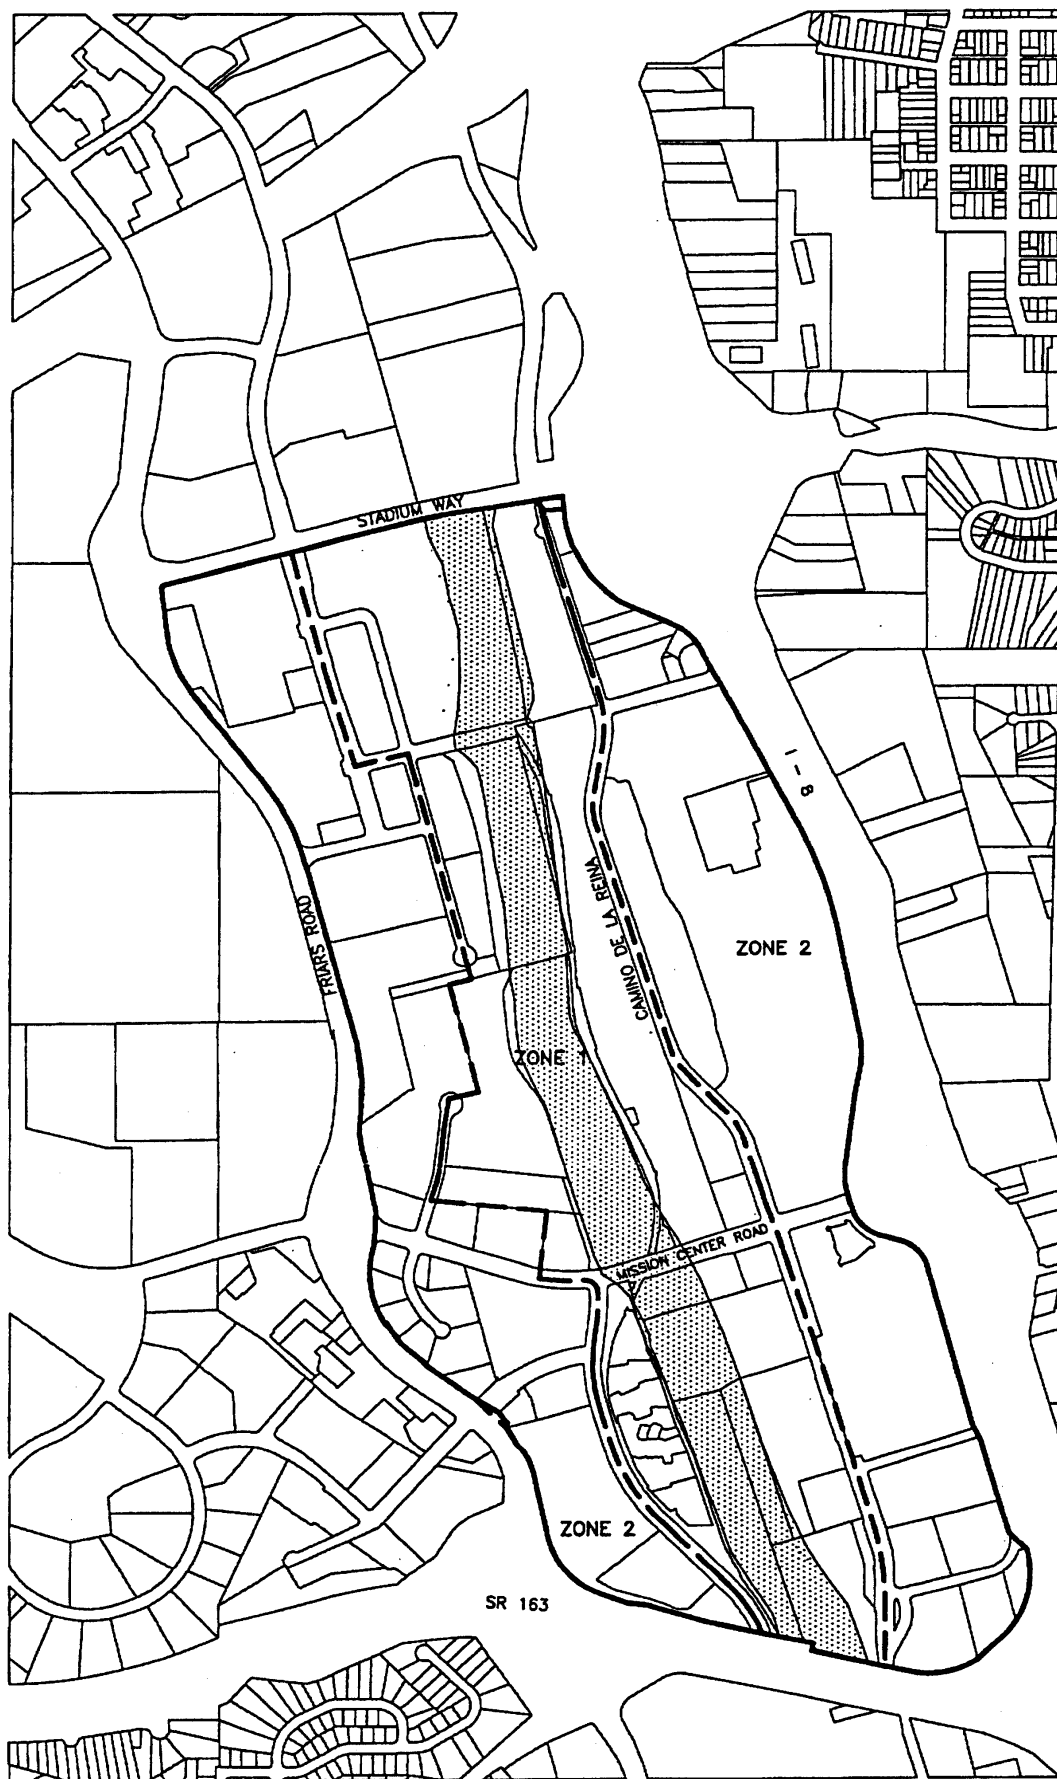 STADIUM WAY
I-8
CAMINO DE LA REINA
FRIARS ROAD
ZONE 2
ZONE 1
MISSION CENTER ROAD
ZONE 2
SR 163